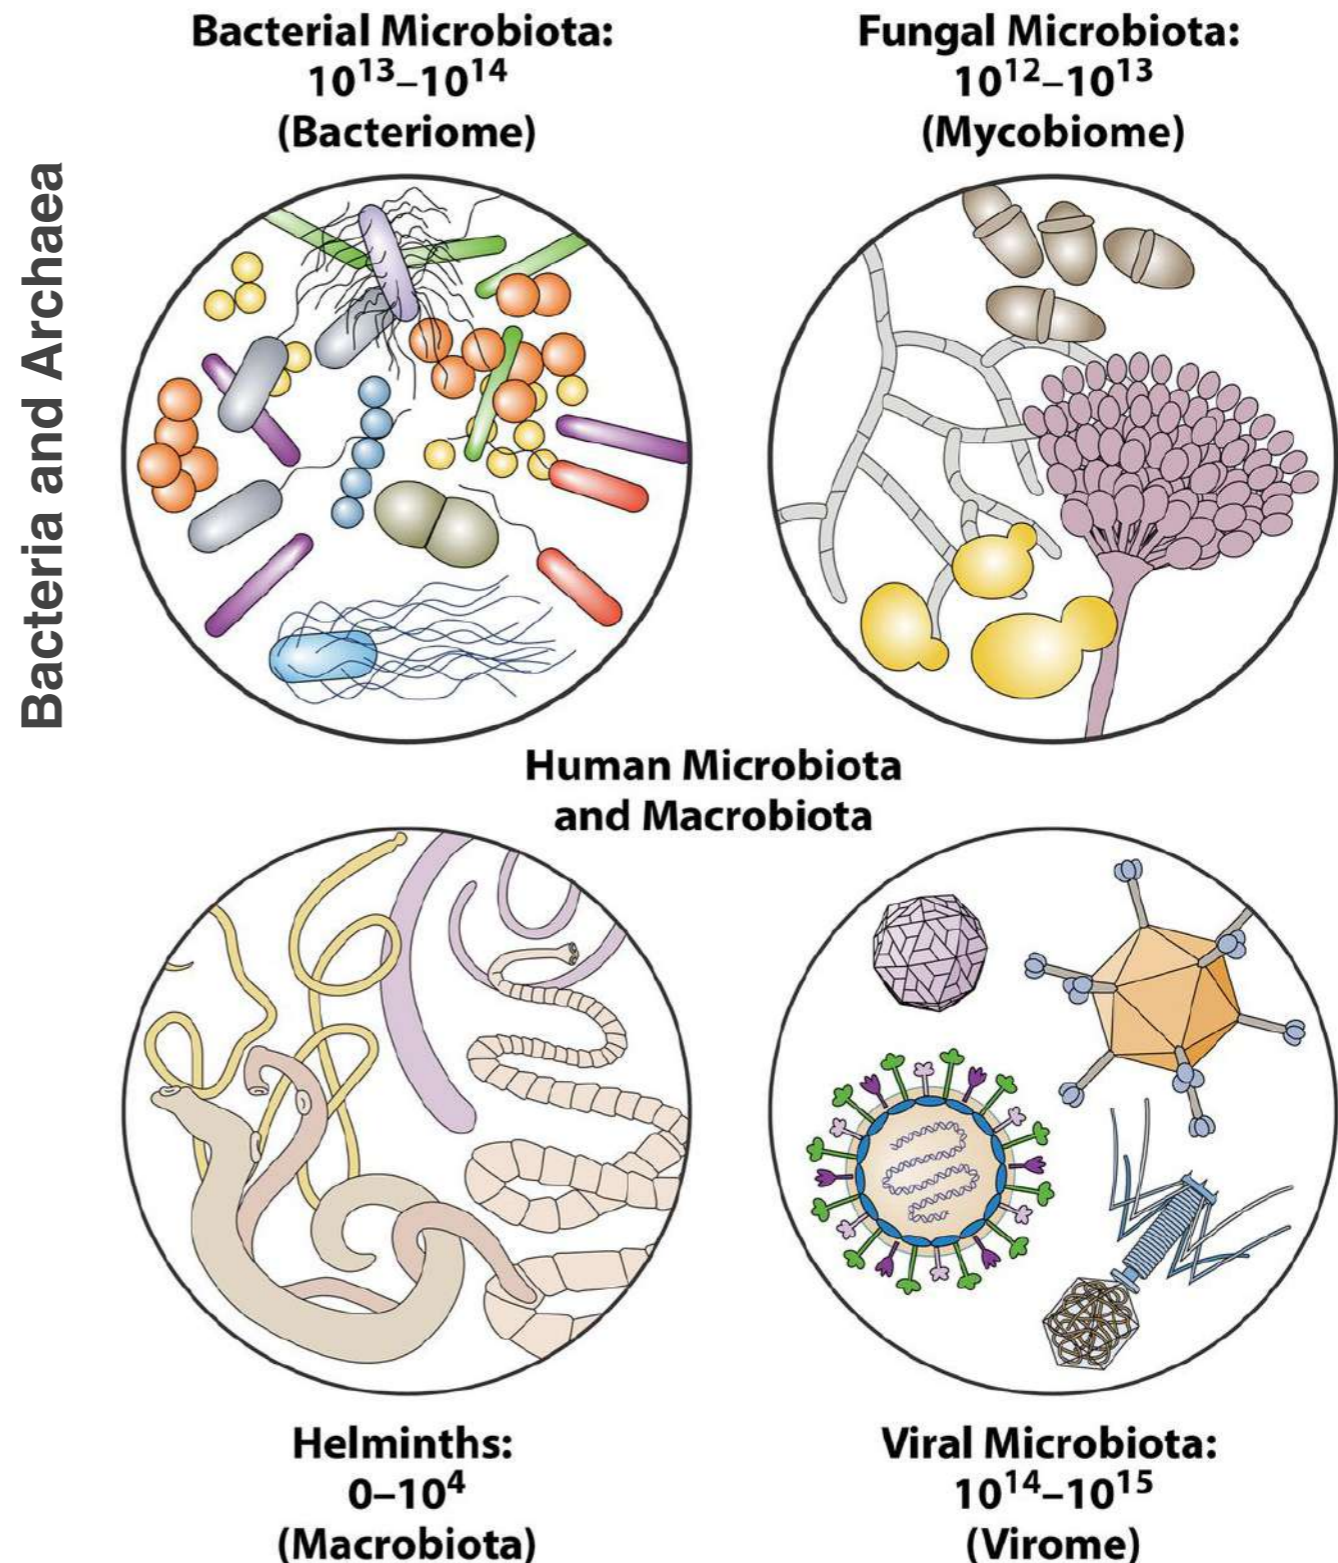 Bacterial Microbiota:
10¹³–10¹⁴
(Bacteriome)
Fungal Microbiota:
10¹²–10¹³
(Mycobiome)
Bacteria and Archaea
Human Microbiota
and Macrobiota
Helminths:
0–10⁴
(Macrobiota)
Viral Microbiota:
10¹⁴–10¹⁵
(Virome)